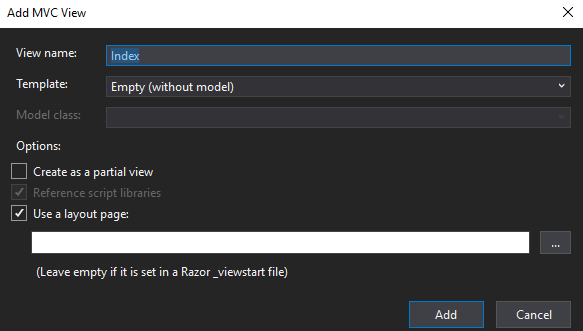 Add MVC View
View name: Index
Template: Empty (without model)
Model class:
Options:
Create as a partial view
Reference script libraries
Use a layout page:
...
(Leave empty if it is set in a Razor _viewstart file)
Add Cancel